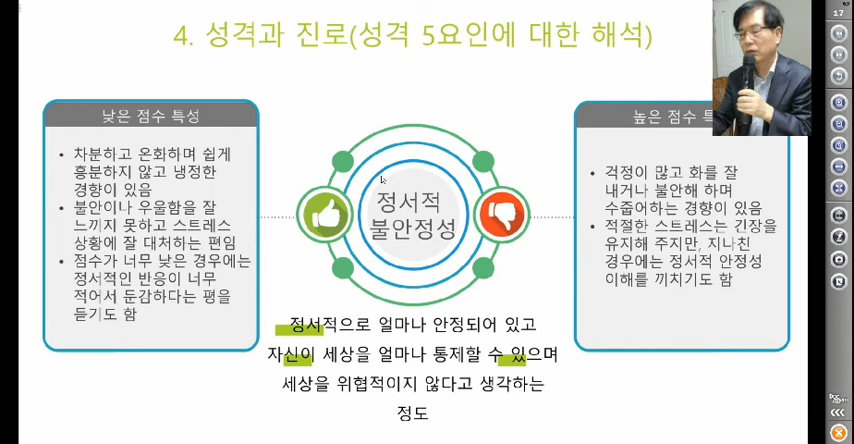 4. 성격과 진로(성격 5요인에 대한 해석)
17
낮은 점수 특성
• 차분하고 온화하며 쉽게
흥분하지 않고 냉정한
경향이 있음
• 불안이나 우울함을 잘
느끼지 못하고 스트레스
상황에 잘 대처하는 편임
• 점수가 너무 낮은 경우에는
정서적인 반응이 너무
적어서 둔감하다는 평을
듣기도 함
정서적
불안정성
정서적으로 얼마나 안정되어 있고
자신이 세상을 얼마나 통제할 수 있으며
세상을 위협적이지 않다고 생각하는
정도
높은 점수
• 걱정이 많고 화를 잘
내거나 불안해 하며
수줍어하는 경향이 있음
• 적절한 스트레스는 긴장을
유지해 주지만, 지나친
경우에는 정서적 안정성
이해를 끼치기도 함